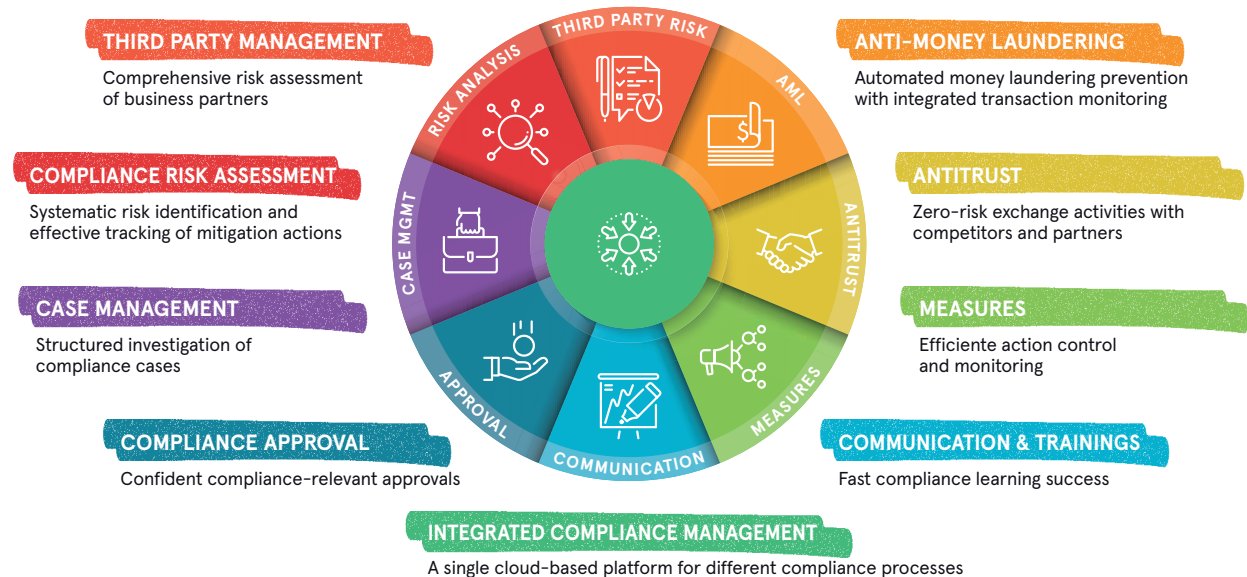 THIRD PARTY MANAGEMENT
Comprehensive risk assessment
of business partners
COMPLIANCE RISK ASSESSMENT
Systematic risk identification and
effective tracking of mitigation actions
CASE MANAGEMENT
Structured investigation of
compliance cases
COMPLIANCE APPROVAL
Confident compliance-relevant approvals
THIRD PARTY RISK
AML
$
ANTITRUST
MEASURES
COMMUNICATION
APPROVAL
CASE MGMT
RISK ANALYSIS
ANTI-MONEY LAUNDERING
Automated money laundering prevention
with integrated transaction monitoring
ANTITRUST
Zero-risk exchange activities with
competitors and partners
MEASURES
Efficiente action control
and monitoring
COMMUNICATION & TRAININGS
Fast compliance learning success
INTEGRATED COMPLIANCE MANAGEMENT
A single cloud-based platform for different compliance processes